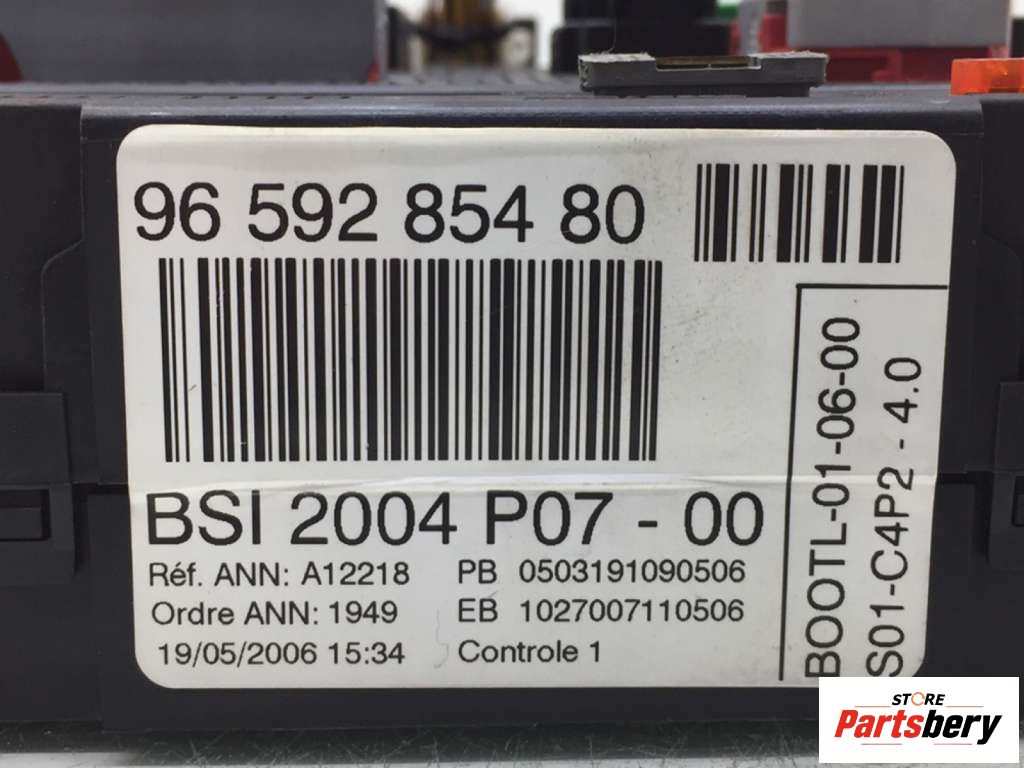 96 592 854 80
BSI 2004 P07 - 00
Réf. ANN: A12218
Ordre ANN: 1949
19/05/2006 15:34
PB 0503191090506
EB 1027007110506
Controle 1
BOOTL-01-06-00
S01-C4P2 - 4.0
STORE
Partsbery